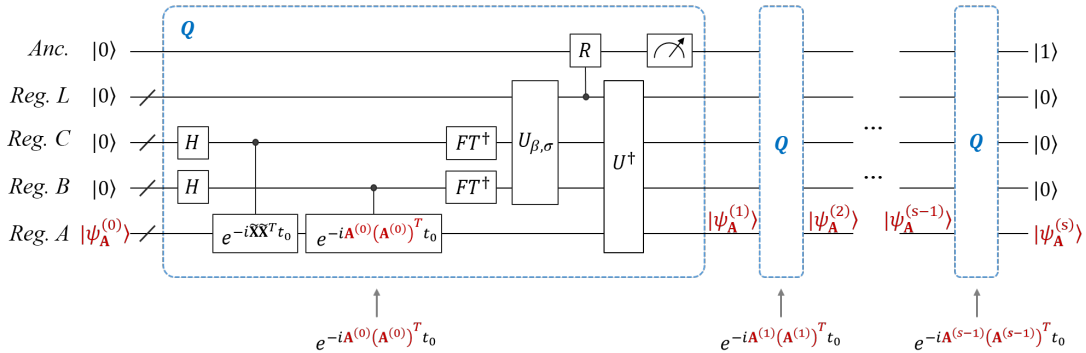 Q
Anc. |0⟩ R |1⟩
Reg. L |0⟩ |0⟩
Reg. C |0⟩ H FT† U_{β,σ} U† Q ... Q |0⟩
Reg. B |0⟩ H FT† ... |0⟩
Reg. A |ψ_A^{(0)}⟩ e^{-iX̃X̃^T t_0} e^{-iA^{(0)}(A^{(0)})^T t_0} |ψ_A^{(1)}⟩ |ψ_A^{(2)}⟩ |ψ_A^{(s-1)}⟩ |ψ_A^{(s)}⟩
e^{-iA^{(0)}(A^{(0)})^T t_0} e^{-iA^{(1)}(A^{(1)})^T t_0} e^{-iA^{(s-1)}(A^{(s-1)})^T t_0}